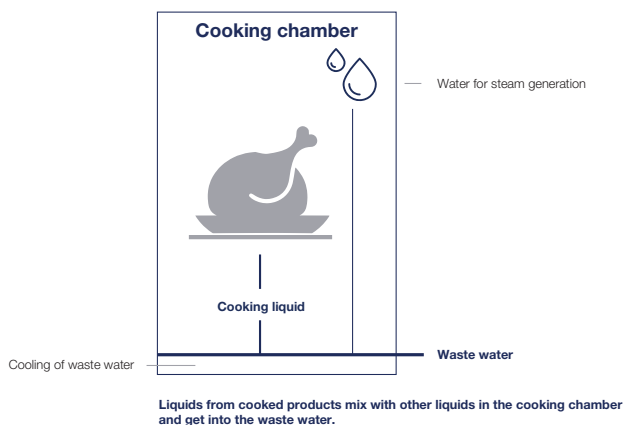 Cooking chamber
Water for steam generation
Cooking liquid
Waste water
Cooling of waste water
Liquids from cooked products mix with other liquids in the cooking chamber
and get into the waste water.